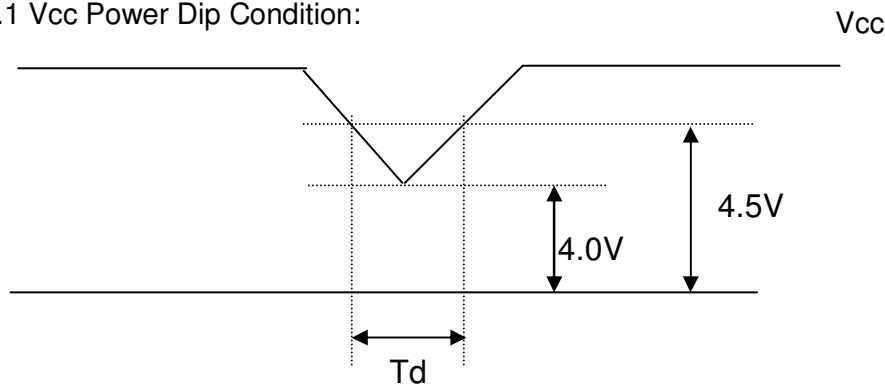 .1 Vcc Power Dip Condition:
Vcc
4.5V
4.0V
Td